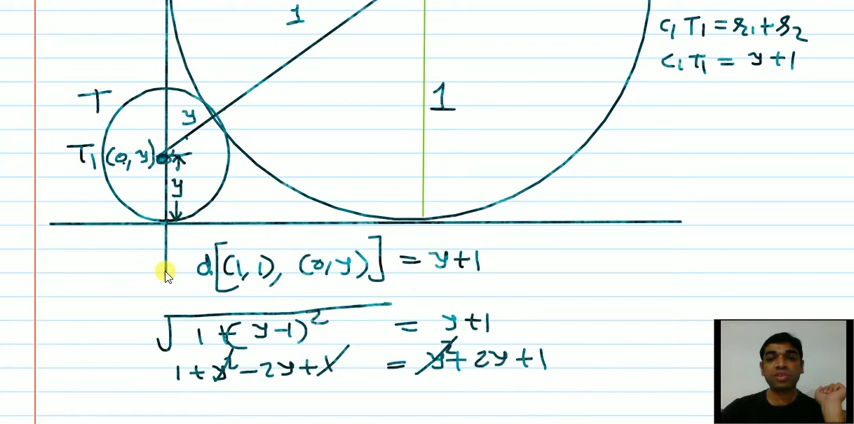 1
C₁T₁ = r₁+r₂
C₁T₁ = y+1
1
T
y
T₁(0,y)
y
d[(1,1), (0,y)] = y+1
√1+(y-1)² = y+1
1+y²-2y+1 = y²+2y+1